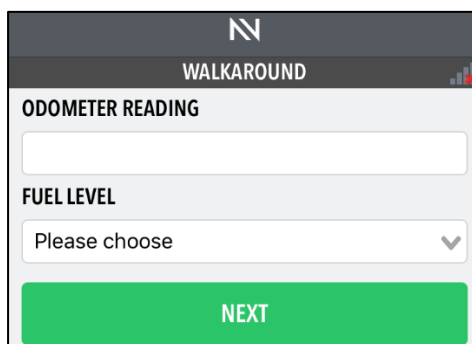 WALKAROUND
ODOMETER READING
FUEL LEVEL
Please choose
NEXT